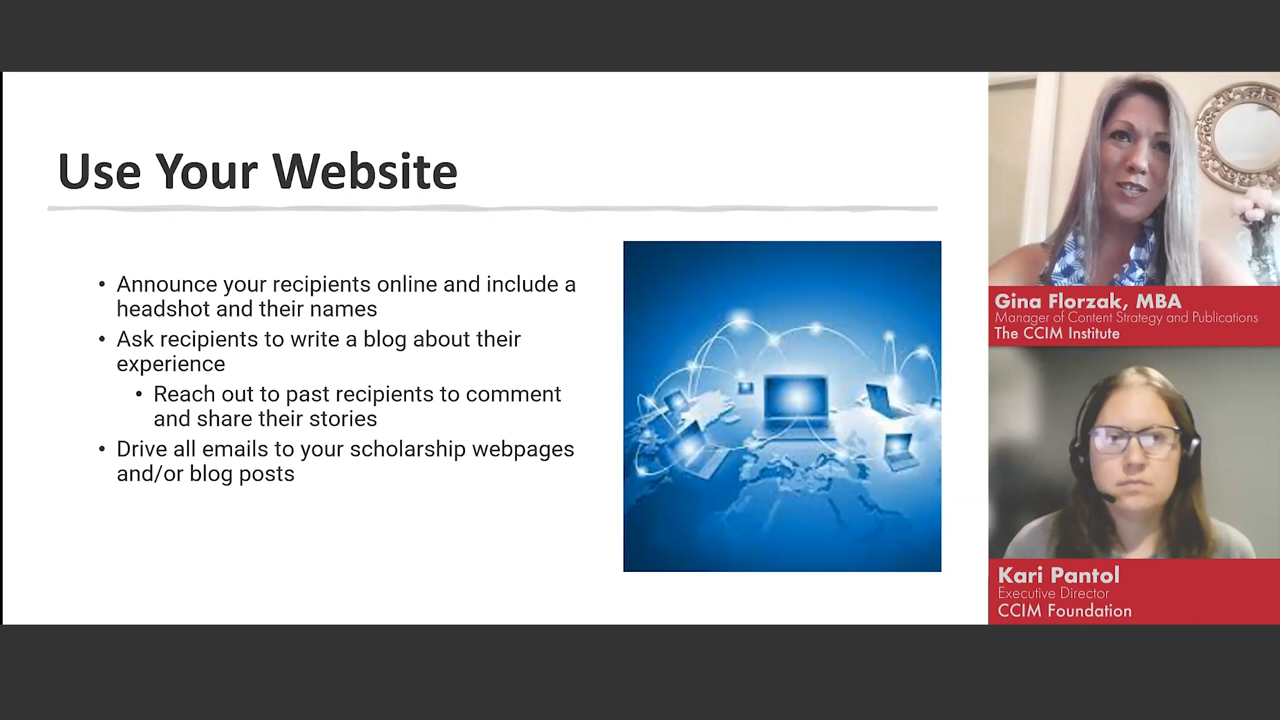 Use Your Website
• Announce your recipients online and include a
headshot and their names
• Ask recipients to write a blog about their
experience
• Reach out to past recipients to comment
and share their stories
• Drive all emails to your scholarship webpages
and/or blog posts
Gina Florzak, MBA
Manager of Content Strategy and Publications
The CCIM Institute
Kari Pantol
Executive Director
CCIM Foundation